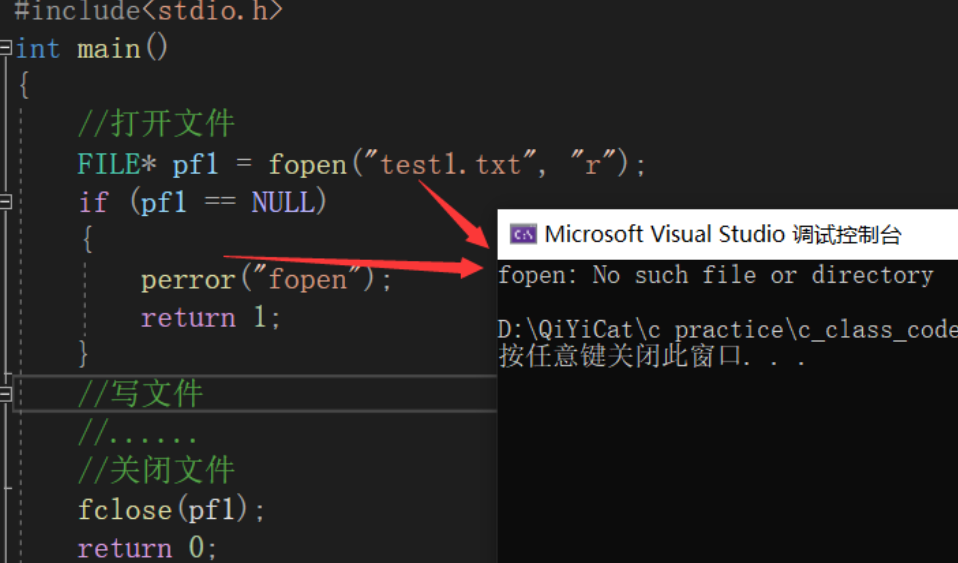 #include<stdio.h>
int main()
{
//打开文件
FILE* pf1 = fopen("test1.txt", "r");
if (pf1 == NULL)
{
perror("fopen");
return 1;
}
//写文件
//......
//关闭文件
fclose(pf1);
return 0;
Microsoft Visual Studio 调试控制台
fopen: No such file or directory
D:\QiYiCat\c practice\c_class_code
按任意键关闭此窗口. . .